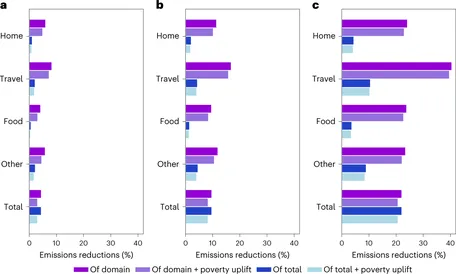 a
Home
Travel
Food
Other
Total
0 10 20 30 40
Emissions reductions (%)
b
Home
Travel
Food
Other
Total
0 10 20 30 40
Emissions reductions (%)
c
Home
Travel
Food
Other
Total
0 10 20 30 40
Emissions reductions (%)
Of domain Of domain + poverty uplift Of total Of total + poverty uplift